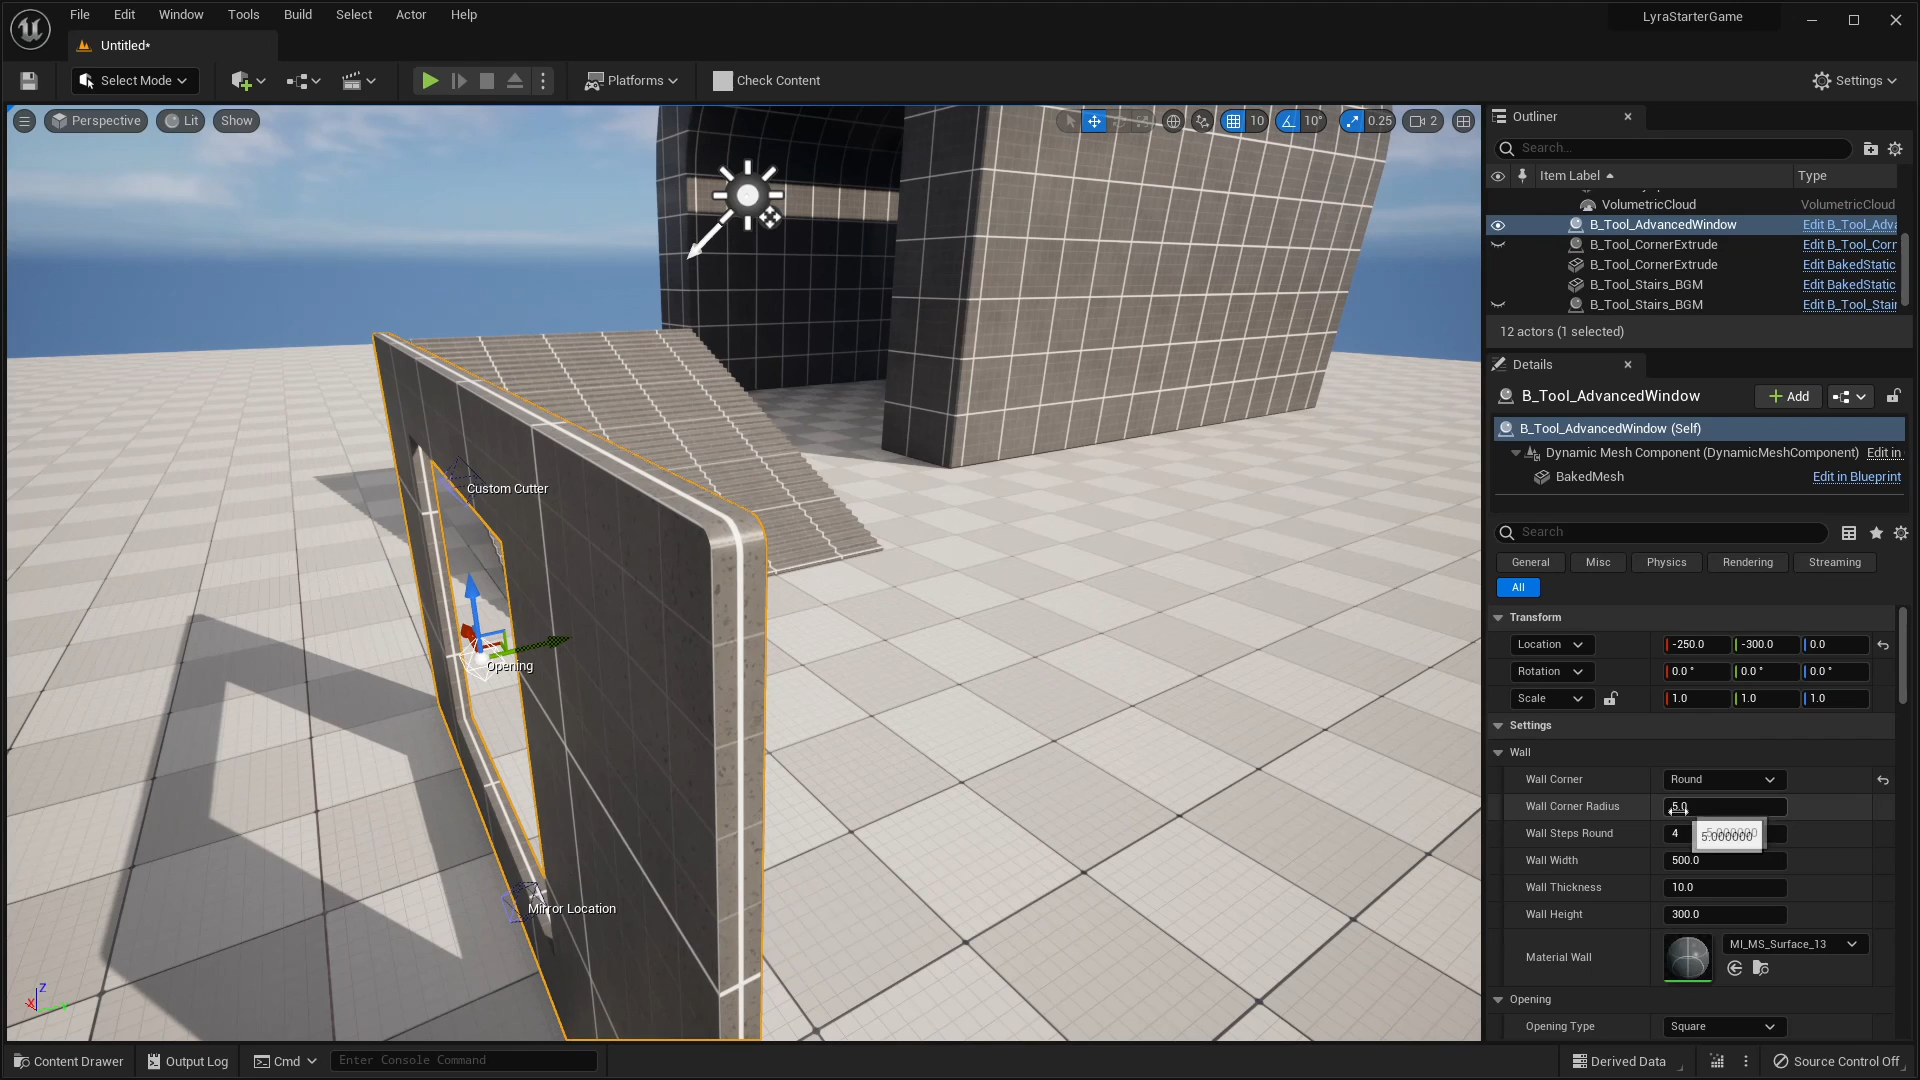 File Edit Window Tools Build Select Actor Help
LyraStarterGame
Untitled*
Select Mode
Platforms
Check Content
Settings
Perspective Lit Show
10 10° 0.25 2
Custom Cutter
Opening
Mirror Location
Z
X
Outliner
Search...
Item Label Type
VolumetricCloud VolumetricCloud
B_Tool_AdvancedWindow Edit B_Tool_Adva
B_Tool_CornerExtrude Edit B_Tool_Corr
B_Tool_CornerExtrude Edit BakedStatic
B_Tool_Stairs_BGM Edit BakedStatic
B_Tool_Stairs_BGM Edit B_Tool_Stair
12 actors (1 selected)
Details
B_Tool_AdvancedWindow Add
B_Tool_AdvancedWindow (Self)
Dynamic Mesh Component (DynamicMeshComponent) Edit in
BakedMesh Edit in Blueprint
Search
General Misc Physics Rendering Streaming
All
Transform
Location -250.0 -300.0 0.0
Rotation 0.0 ° 0.0 ° 0.0 °
Scale 1.0 1.0 1.0
Settings
Wall
Wall Corner Round
Wall Corner Radius 5.0
Wall Steps Round 4 5.000000
Wall Width 500.0
Wall Thickness 10.0
Wall Height 300.0
Material Wall MI_MS_Surface_13
Opening
Opening Type Square
Content Drawer Output Log Cmd Enter Console Command
Derived Data Source Control Off